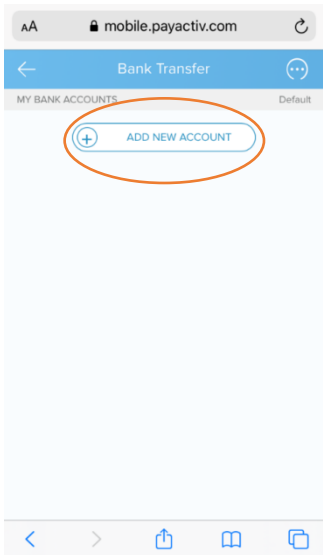 AA mobile.payactiv.com
Bank Transfer
MY BANK ACCOUNTS Default
ADD NEW ACCOUNT